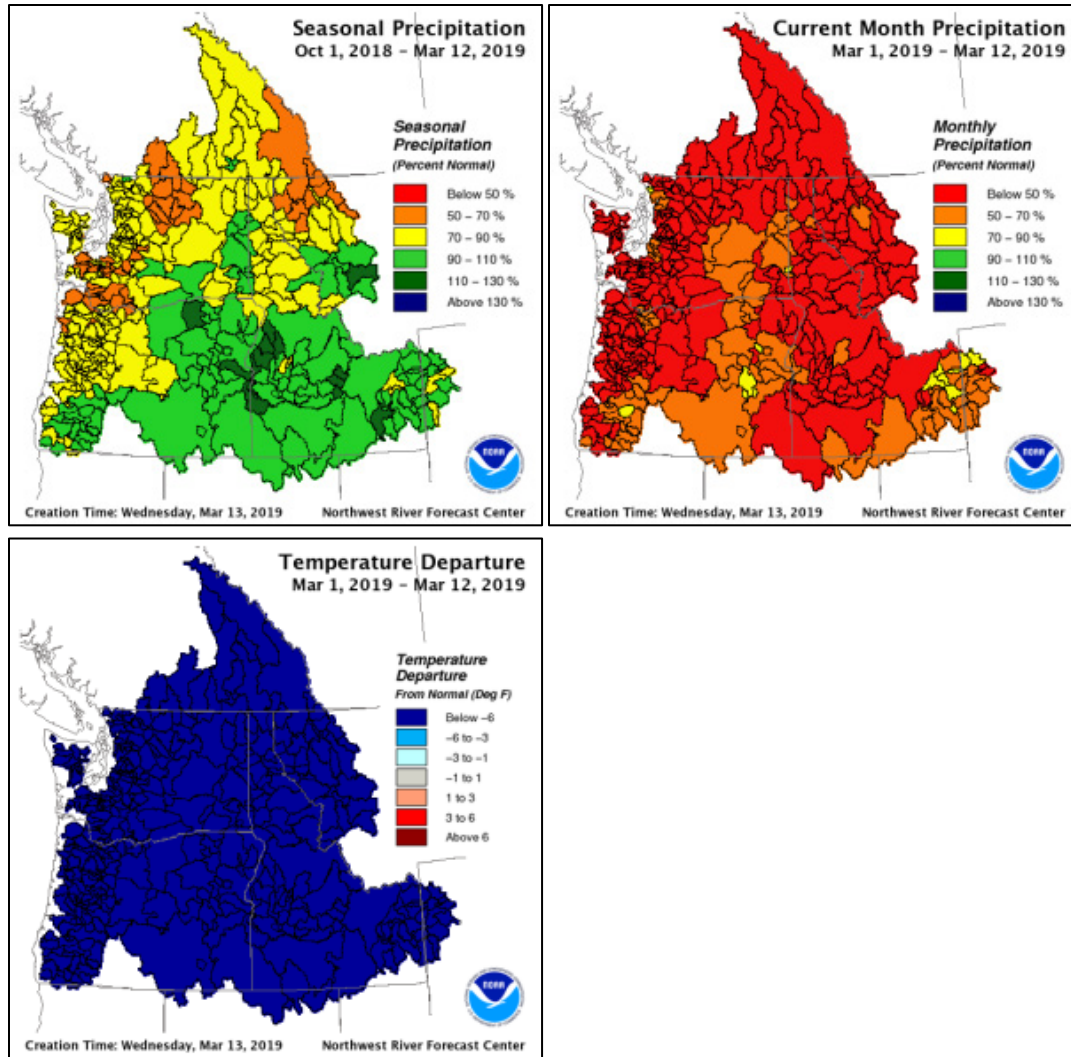 Seasonal Precipitation
Oct 1, 2018 – Mar 12, 2019
Seasonal
Precipitation
(Percent Normal)
Below 50 %
50 – 70 %
70 – 90 %
90 – 110 %
110 – 130 %
Above 130 %
NOAA
Creation Time: Wednesday, Mar 13, 2019
Northwest River Forecast Center
Current Month Precipitation
Mar 1, 2019 – Mar 12, 2019
Monthly
Precipitation
(Percent Normal)
Below 50 %
50 – 70 %
70 – 90 %
90 – 110 %
110 – 130 %
Above 130 %
NOAA
Creation Time: Wednesday, Mar 13, 2019
Northwest River Forecast Center
Temperature Departure
Mar 1, 2019 – Mar 12, 2019
Temperature
Departure
From Normal (Deg F)
Below −6
−6 to −3
−3 to −1
−1 to 1
1 to 3
3 to 6
Above 6
NOAA
Creation Time: Wednesday, Mar 13, 2019
Northwest River Forecast Center